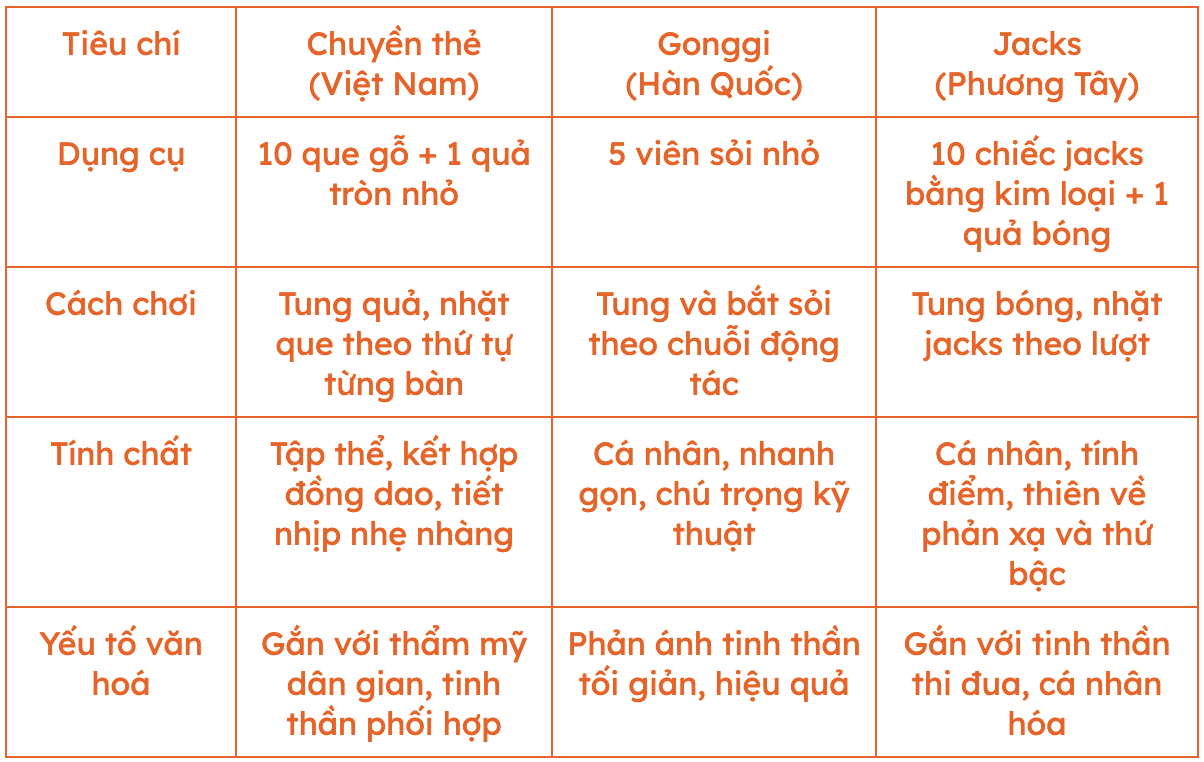 Tiêu chí
Chuyền thẻ
(Việt Nam)
Gonggi
(Hàn Quốc)
Jacks
(Phương Tây)
Dụng cụ
10 que gỗ + 1 quả
tròn nhỏ
5 viên sỏi nhỏ
10 chiếc jacks
bằng kim loại + 1
quả bóng
Cách chơi
Tung quả, nhặt
que theo thứ tự
từng bàn
Tung và bắt sỏi
theo chuỗi động
tác
Tung bóng, nhặt
jacks theo lượt
Tính chất
Tập thể, kết hợp
đồng dao, tiết
nhịp nhẹ nhàng
Cá nhân, nhanh
gọn, chú trọng kỹ
thuật
Cá nhân, tính
điểm, thiên về
phản xạ và thứ
bậc
Yếu tố văn
hoá
Gắn với thẩm mỹ
dân gian, tinh
thần phối hợp
Phản ánh tinh thần
tối giản, hiệu quả
Gắn với tinh thần
thi đua, cá nhân
hóa